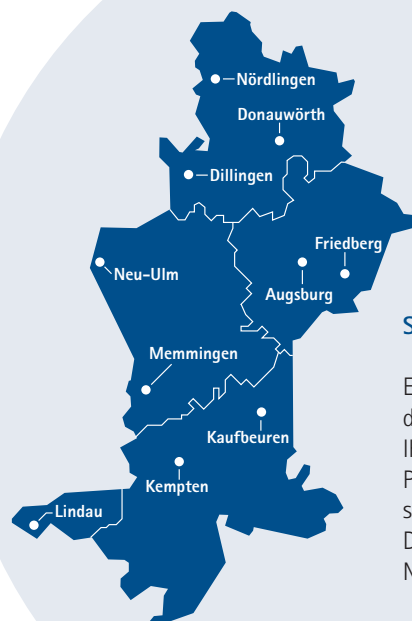 Nördlingen
Donauwörth
Dillingen
Friedberg
Neu-Ulm
Augsburg
Memmingen
Kaufbeuren
Kempten
Lindau